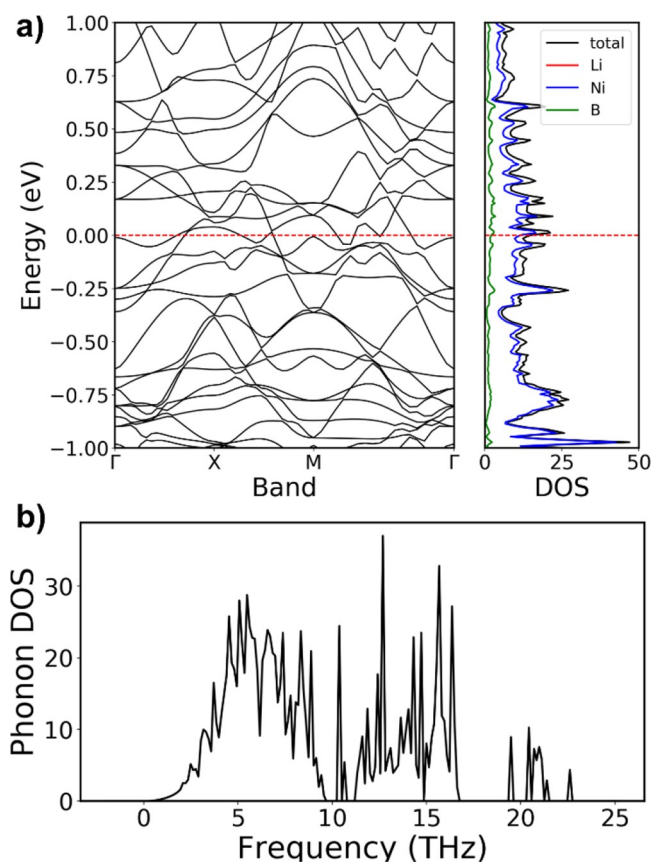 a)
1.00
0.75
0.50
0.25
0.00
−0.25
−0.50
−0.75
−1.00
Energy (eV)
Γ X M Γ
Band
total
Li
Ni
B
0 25 50
DOS
b)
30
20
10
0
Phonon DOS
0 5 10 15 20 25
Frequency (THz)